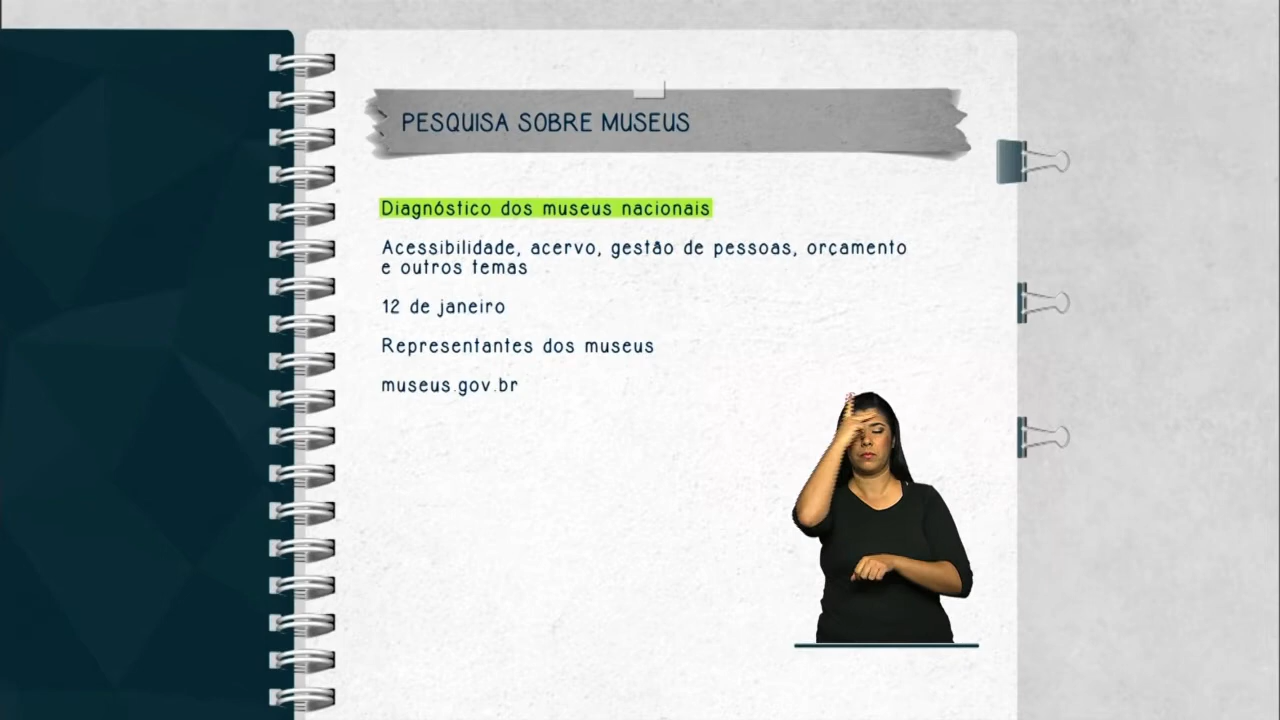 PESQUISA SOBRE MUSEUS
Diagnóstico dos museus nacionais
Acessibilidade, acervo, gestão de pessoas, orçamento
e outros temas
12 de janeiro
Representantes dos museus
museus.gov.br